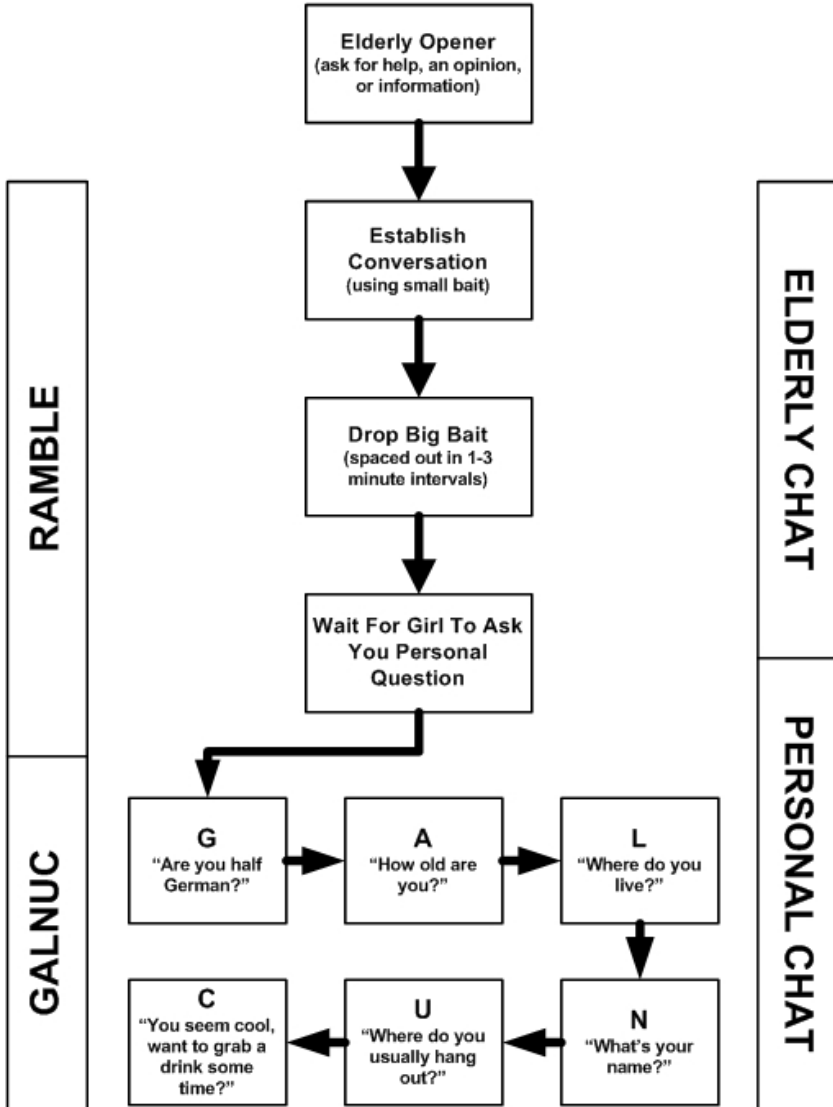 Elderly Opener
(ask for help, an opinion,
or information)
Establish
Conversation
(using small bait)
Drop Big Bait
(spaced out in 1-3
minute intervals)
Wait For Girl To Ask
You Personal
Question
RAMBLE
ELDERLY CHAT
G
“Are you half
German?”
A
“How old are
you?”
L
“Where do you
live?”
C
“You seem cool,
want to grab a
drink some
time?”
U
“Where do you
usually hang
out?”
N
“What’s your
name?”
GALNUC
PERSONAL CHAT